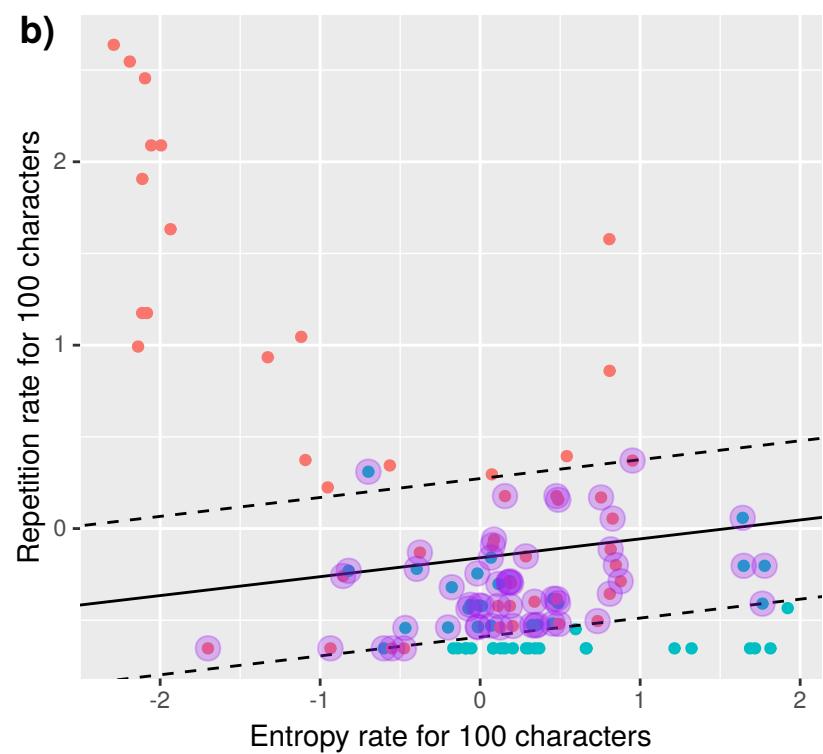 b)
Repetition rate for 100 characters
2
1
0
-2 -1 0 1 2
Entropy rate for 100 characters